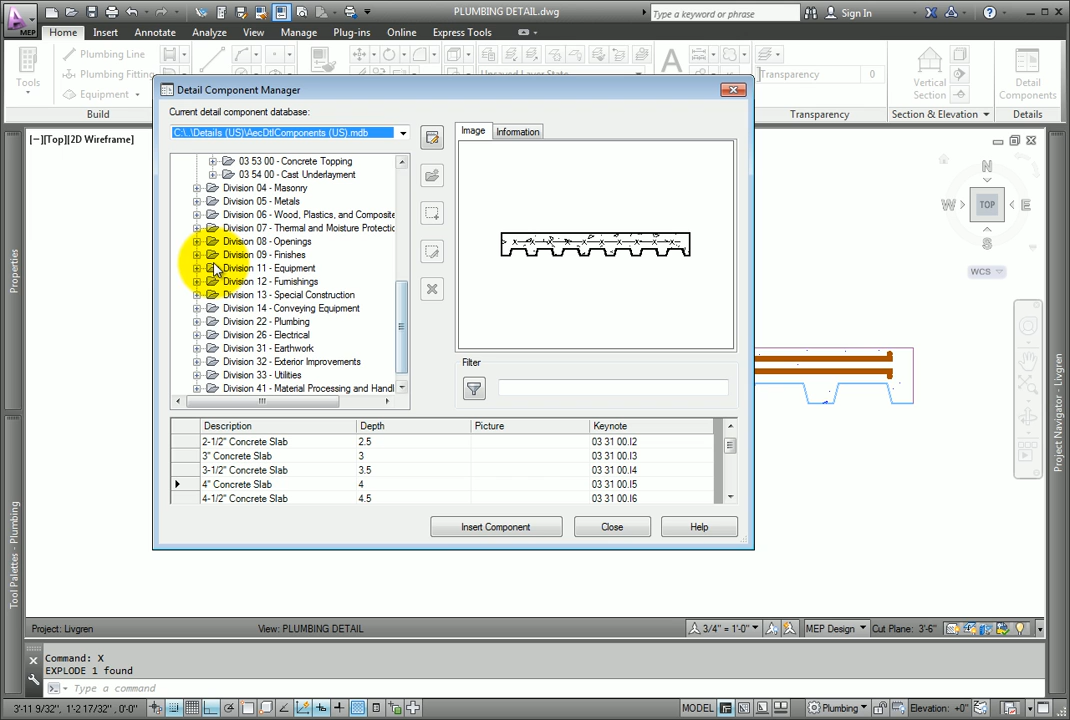 PLUMBING DETAIL.dwg
Type a keyword or phrase
Sign In
MEP
Home Insert Annotate Analyze View Manage Plug-ins Online Express Tools
Tools
Plumbing Line
Plumbing Fitting
Equipment
Build
Transparency 0
Transparency
Vertical
Section
Section & Elevation
Detail
Components
Details
Detail Component Manager
Current detail component database:
C:\..\Details (US)\AecDtlComponents (US).mdb
Image Information
03 53 00 - Concrete Topping
03 54 00 - Cast Underlayment
Division 04 - Masonry
Division 05 - Metals
Division 06 - Wood, Plastics, and Composite
Division 07 - Thermal and Moisture Protectic
Division 08 - Openings
Division 09 - Finishes
Division 11 - Equipment
Division 12 - Furnishings
Division 13 - Special Construction
Division 14 - Conveying Equipment
Division 22 - Plumbing
Division 26 - Electrical
Division 31 - Earthwork
Division 32 - Exterior Improvements
Division 33 - Utilities
Division 41 - Material Processing and Handl
Filter
Description Depth Picture Keynote
2-1/2" Concrete Slab 2.5 03 31 00.I2
3" Concrete Slab 3 03 31 00.I3
3-1/2" Concrete Slab 3.5 03 31 00.I4
4" Concrete Slab 4 03 31 00.I5
4-1/2" Concrete Slab 4.5 03 31 00.I6
Insert Component Close Help
[−][Top][2D Wireframe]
N
W TOP E
S
WCS
Properties
Tool Palettes - Plumbing
Project Navigator - Livgren
Project: Livgren
View: PLUMBING DETAIL
3/4" = 1'-0"
MEP Design
Cut Plane: 3'-6"
Command: X
EXPLODE 1 found
Type a command
3'-11 9/32", 1'-2 17/32", 0'-0"
MODEL
Plumbing
Elevation: +0"